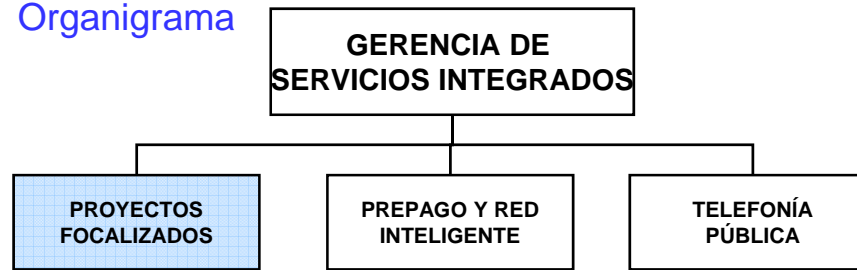 Organigrama
GERENCIA DE
SERVICIOS INTEGRADOS
PROYECTOS
FOCALIZADOS
PREPAGO Y RED
INTELIGENTE
TELEFONÍA
PÚBLICA